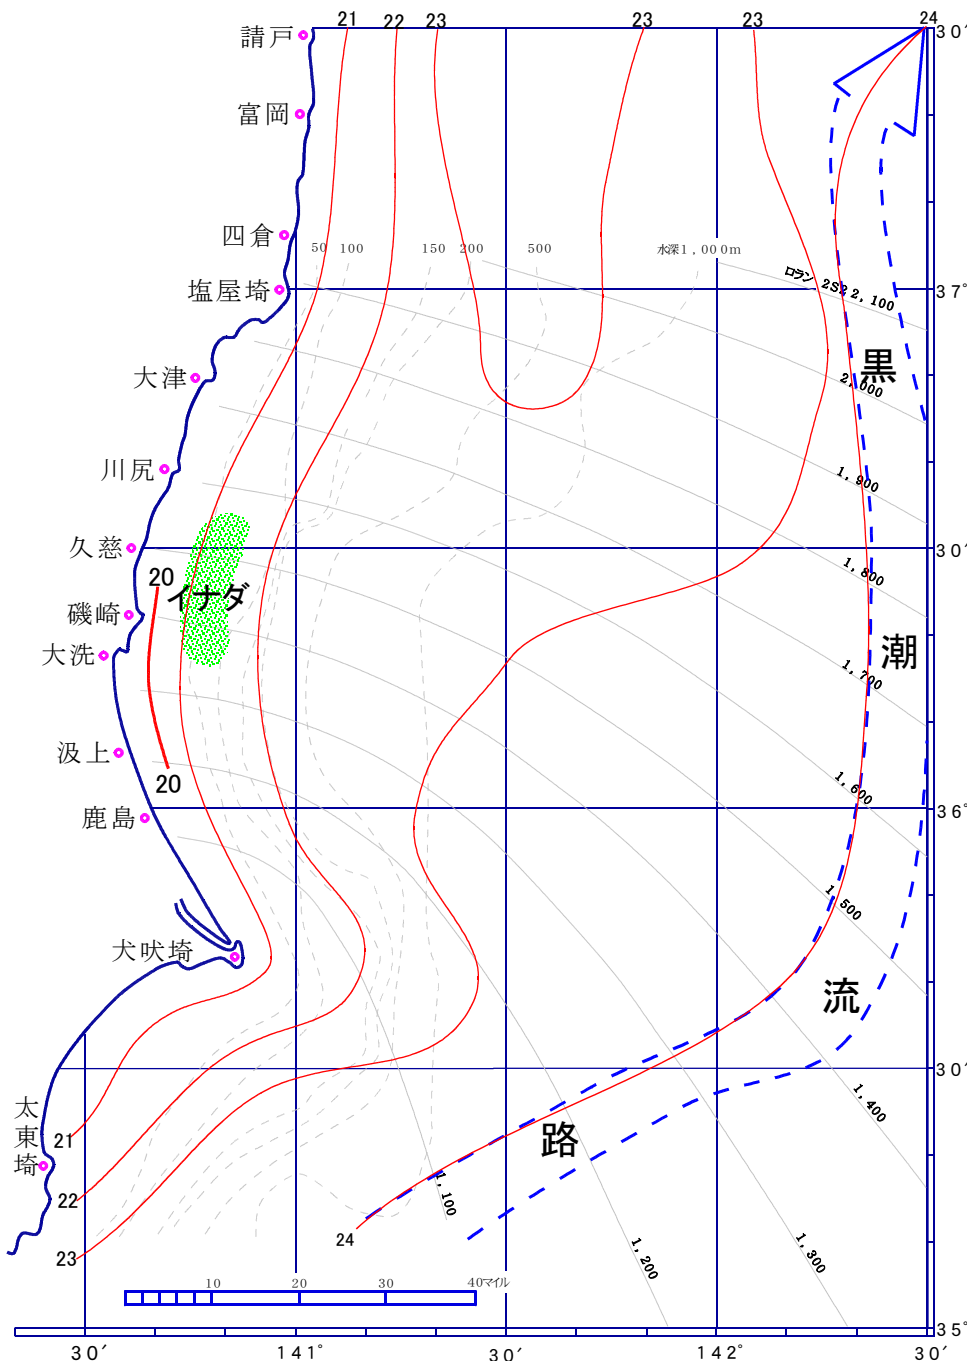 21
22
23
23
23
24
請戸
30′
富岡
四倉
50
100
150
200
500
水深1,000m
ロラン 2S2 2,100
塩屋埼
37°
黒
大津
2,000
川尻
1,900
久慈
30′
20
イナダ
1,800
磯崎
大洗
潮
1,700
汲上
20
1,600
鹿島
36°
1,500
犬吠埼
流
30′
太東埼
1,400
21
路
22
1,100
23
24
1,200
1,300
10
20
30
40マイル
35°
30′
141°
30′
142°
30′